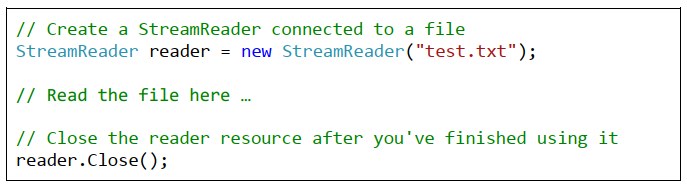 // Create a StreamReader connected to a file
StreamReader reader = new StreamReader("test.txt");
// Read the file here …
// Close the reader resource after you've finished using it
reader.Close();